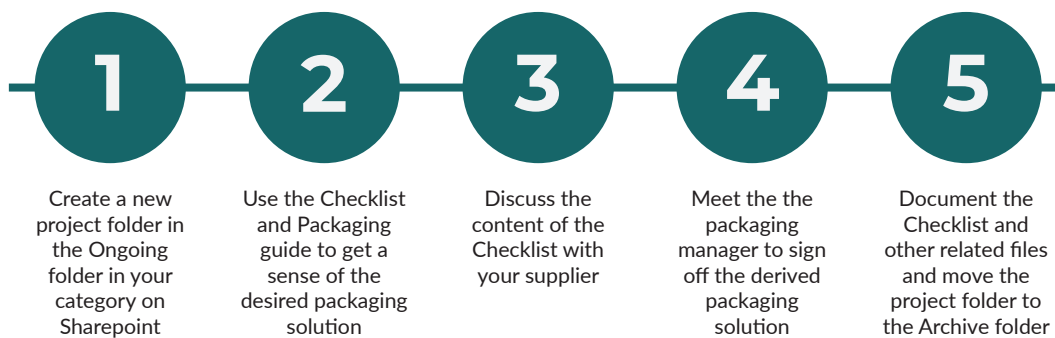 1
Create a new
project folder in
the Ongoing
folder in your
category on
Sharepoint
2
Use the Checklist
and Packaging
guide to get a
sense of the
desired packaging
solution
3
Discuss the
content of the
Checklist with
your supplier
4
Meet the the
packaging
manager to sign
off the derived
packaging
solution
5
Document the
Checklist and
other related files
and move the
project folder to
the Archive folder